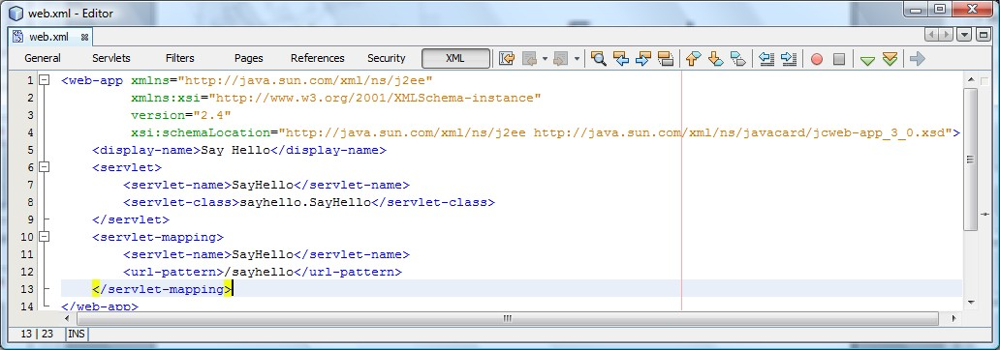 web.xml - Editor
web.xml
General Servlets Filters Pages References Security XML
1 <web-app xmlns="http://java.sun.com/xml/ns/j2ee"
2 xmlns:xsi="http://www.w3.org/2001/XMLSchema-instance"
3 version="2.4"
4 xsi:schemaLocation="http://java.sun.com/xml/ns/j2ee http://java.sun.com/xml/ns/javacard/jcweb-app_3_0.xsd">
5 <display-name>Say Hello</display-name>
6 <servlet>
7 <servlet-name>SayHello</servlet-name>
8 <servlet-class>sayhello.SayHello</servlet-class>
9 </servlet>
10 <servlet-mapping>
11 <servlet-name>SayHello</servlet-name>
12 <url-pattern>/sayhello</url-pattern>
13 </servlet-mapping>
14 </web-app>
13 | 23 INS